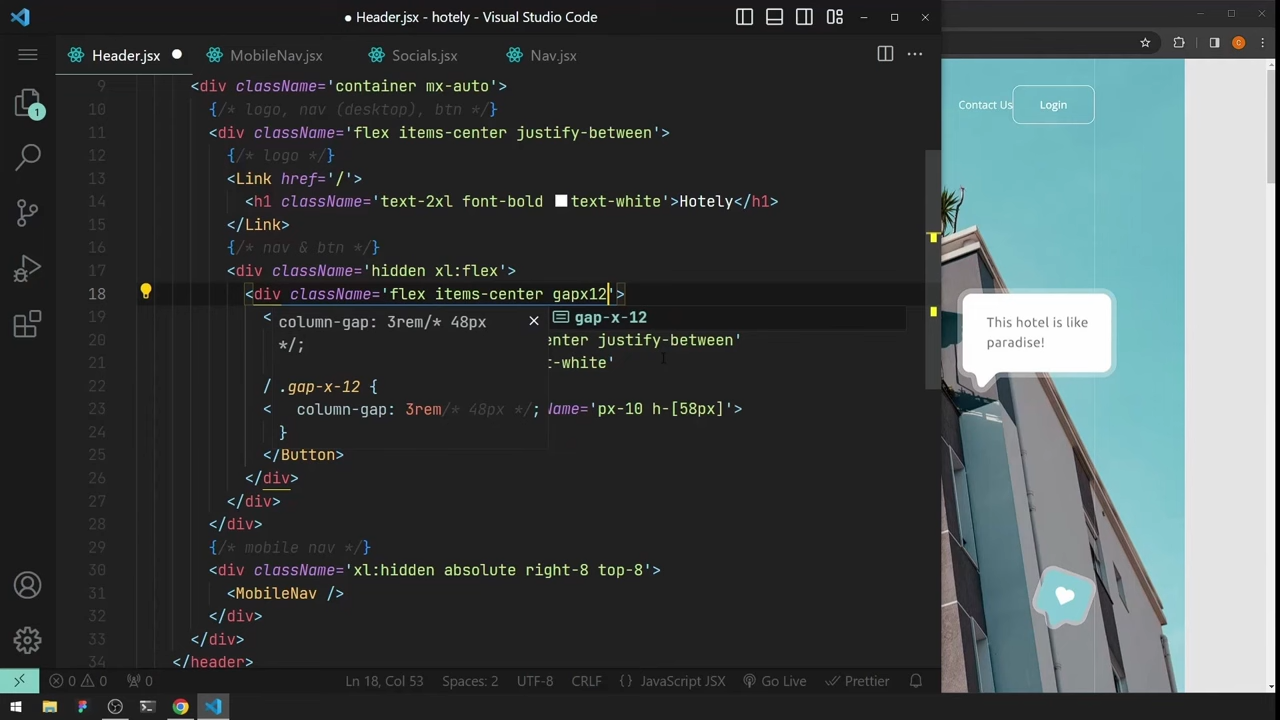 ● Header.jsx - hotely - Visual Studio Code
Header.jsx
MobileNav.jsx
Socials.jsx
Nav.jsx
9 <div className='container mx-auto'>
10 {/* logo, nav (desktop), btn */}
11 <div className='flex items-center justify-between'>
12 {/* logo */}
13 <Link href='/'>
14 <h1 className='text-2xl font-bold text-white'>Hotely</h1>
15 </Link>
16 {/* nav & btn */}
17 <div className='hidden xl:flex'>
18 <div className='flex items-center gapx12'>
19 <
gap-x-12
column-gap: 3rem/* 48px
*/;
20 enter justify-between'
21 t-white'
22 /
.gap-x-12 {
23 < Name='px-10 h-[58px]'>
column-gap: 3rem/* 48px */;
24 }
25 </Button>
26 </div>
27 </div>
28 </div>
29 {/* mobile nav */}
30 <div className='xl:hidden absolute right-8 top-8'>
31 <MobileNav />
32 </div>
33 </div>
34 </header>
1
0 0 0
Ln 18, Col 53
Spaces: 2
UTF-8
CRLF
{} JavaScript JSX
Go Live
Prettier
C
Contact Us
Login
This hotel is like
paradise!